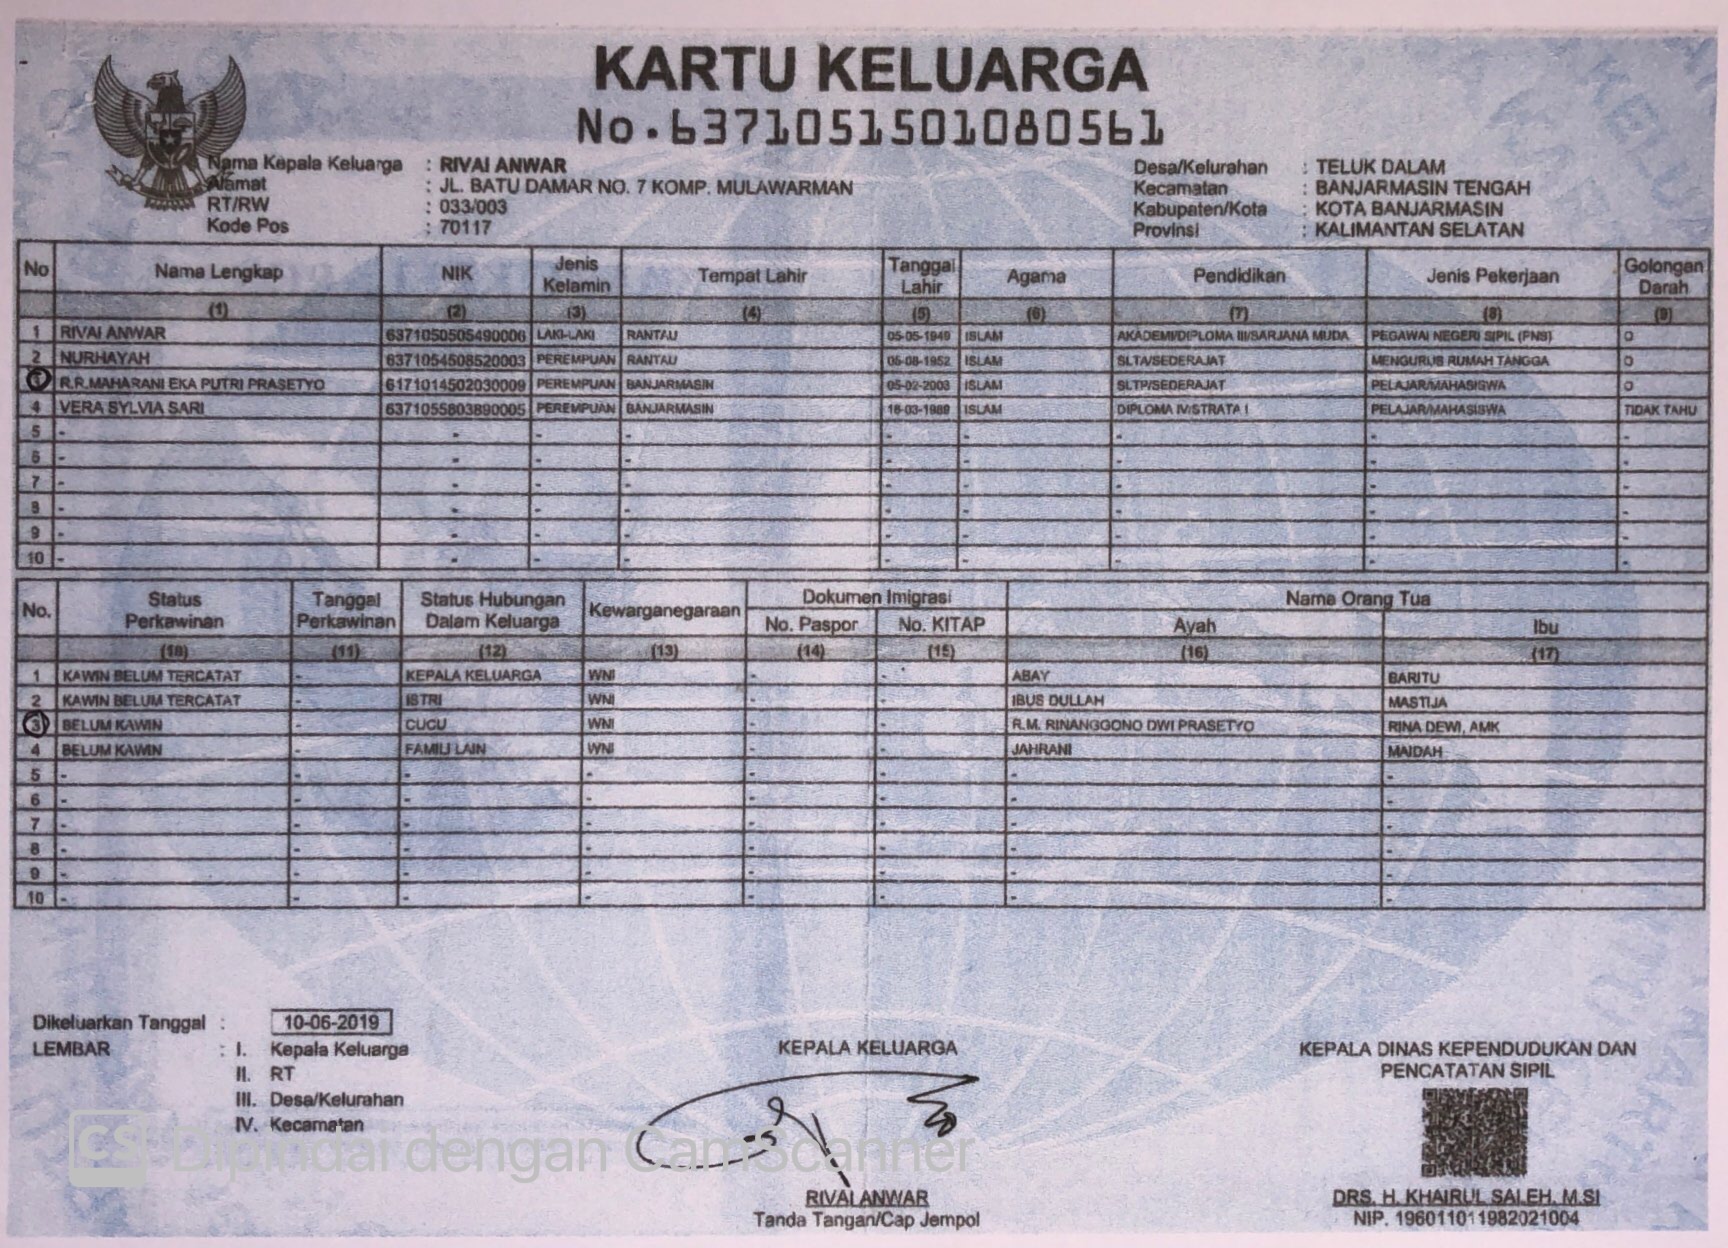 KARTU KELUARGA
No. 6371051501080561
Nama Kepala Keluarga : RIVAI ANWAR
Alamat : JL. BATU DAMAR NO. 7 KOMP. MULAWARMAN
RT/RW : 033/003
Kode Pos : 70117
Desa/Kelurahan : TELUK DALAM
Kecamatan : BANJARMASIN TENGAH
Kabupaten/Kota : KOTA BANJARMASIN
Provinsi : KALIMANTAN SELATAN
No Nama Lengkap NIK Jenis Kelamin Tempat Lahir Tanggal Lahir Agama Pendidikan Jenis Pekerjaan Golongan Darah
(1) (2) (3) (4) (5) (6) (7) (8) (9)
1 RIVAI ANWAR 6371050505490006 LAKI-LAKI RANTAU 05-05-1949 ISLAM AKADEMI/DIPLOMA III/SARJANA MUDA PEGAWAI NEGERI SIPIL (PNS) O
2 NURHAYAH 6371054508520003 PEREMPUAN RANTAU 05-08-1952 ISLAM SLTA/SEDERAJAT MENGURUS RUMAH TANGGA O
3 R.R.MAHARANI EKA PUTRI PRASETYO 6171014502030009 PEREMPUAN BANJARMASIN 05-02-2003 ISLAM SLTP/SEDERAJAT PELAJAR/MAHASISWA O
4 VERA SYLVIA SARI 6371055803890005 PEREMPUAN BANJARMASIN 18-03-1989 ISLAM DIPLOMA IV/STRATA I PELAJAR/MAHASISWA TIDAK TAHU
5 - - - - - - - - -
6 - - - - - - - - -
7 - - - - - - - - -
8 - - - - - - - - -
9 - - - - - - - - -
10 - - - - - - - - -
No. Status Perkawinan Tanggal Perkawinan Status Hubungan Dalam Keluarga Kewarganegaraan Dokumen Imigrasi Nama Orang Tua
No. Paspor No. KITAP Ayah Ibu
(10) (11) (12) (13) (14) (15) (16) (17)
1 KAWIN BELUM TERCATAT - KEPALA KELUARGA WNI - - ABAY BARITU
2 KAWIN BELUM TERCATAT - ISTRI WNI - - IBUS DULLAH MASTIJA
3 BELUM KAWIN - CUCU WNI - - R.M. RINANGGONO DWI PRASETYO RINA DEWI, AMK
4 BELUM KAWIN - FAMILI LAIN WNI - - JAHRANI MAIDAH
5 - - - - - - - -
6 - - - - - - - -
7 - - - - - - - -
8 - - - - - - - -
9 - - - - - - - -
10 - - - - - - - -
Dikeluarkan Tanggal : 10-06-2019
LEMBAR : I. Kepala Keluarga
II. RT
III. Desa/Kelurahan
IV. Kecamatan
KEPALA KELUARGA
RIVAI ANWAR
Tanda Tangan/Cap Jempol
KEPALA DINAS KEPENDUDUKAN DAN
PENCATATAN SIPIL
DRS. H. KHAIRUL SALEH, M.SI
NIP. 196011011982021004
CS Dipindai dengan CamScanner